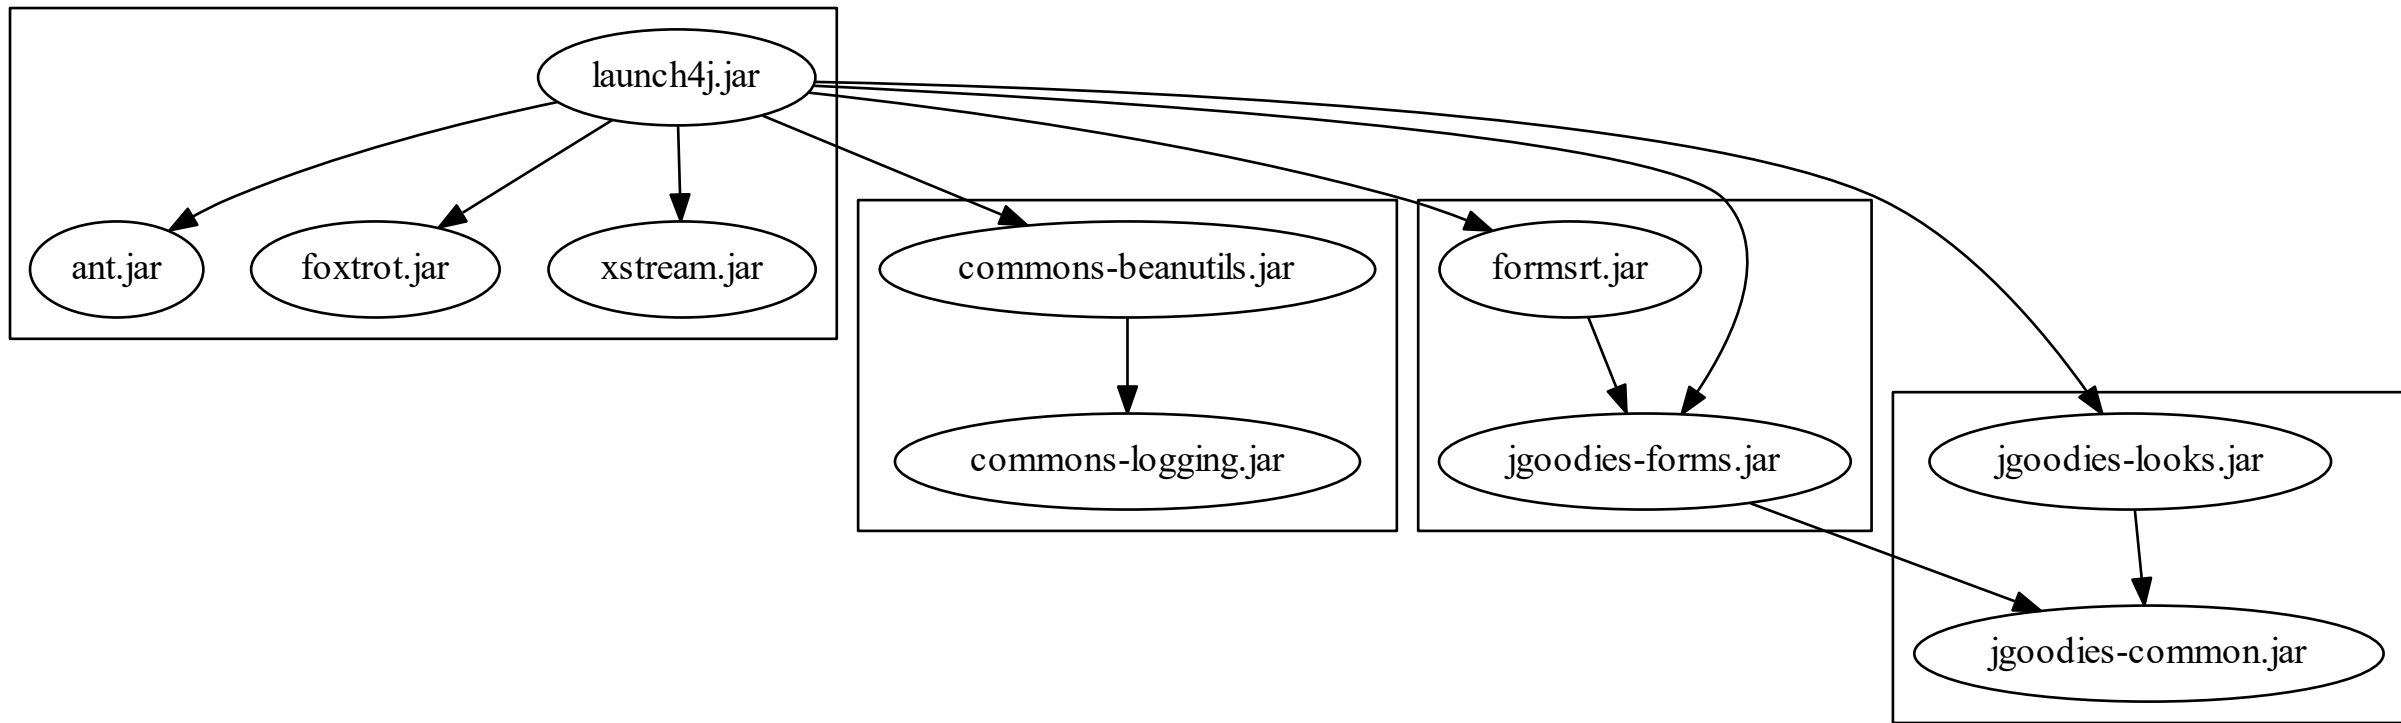 launch4j.jar
ant.jar
foxtrot.jar
xstream.jar
commons-beanutils.jar
formsrt.jar
commons-logging.jar
jgoodies-forms.jar
jgoodies-looks.jar
jgoodies-common.jar